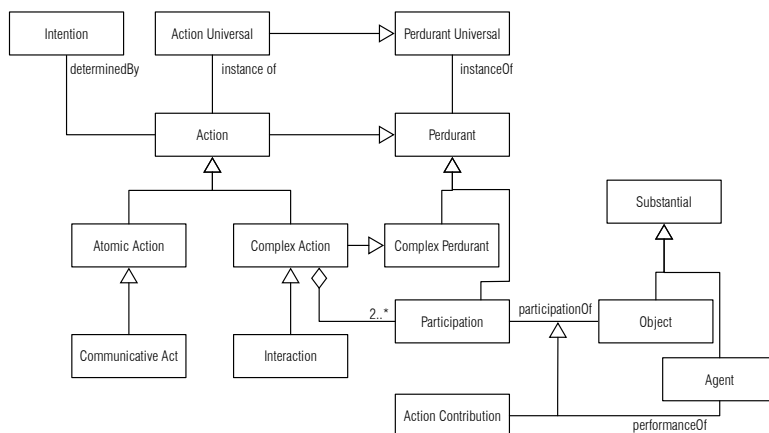 Intention
Action Universal
Perdurant Universal
determinedBy
instance of
instanceOf
Action
Perdurant
Substantial
Atomic Action
Complex Action
Complex Perdurant
2..*
participationOf
Participation
Object
Communicative Act
Interaction
Agent
Action Contribution
performanceOf